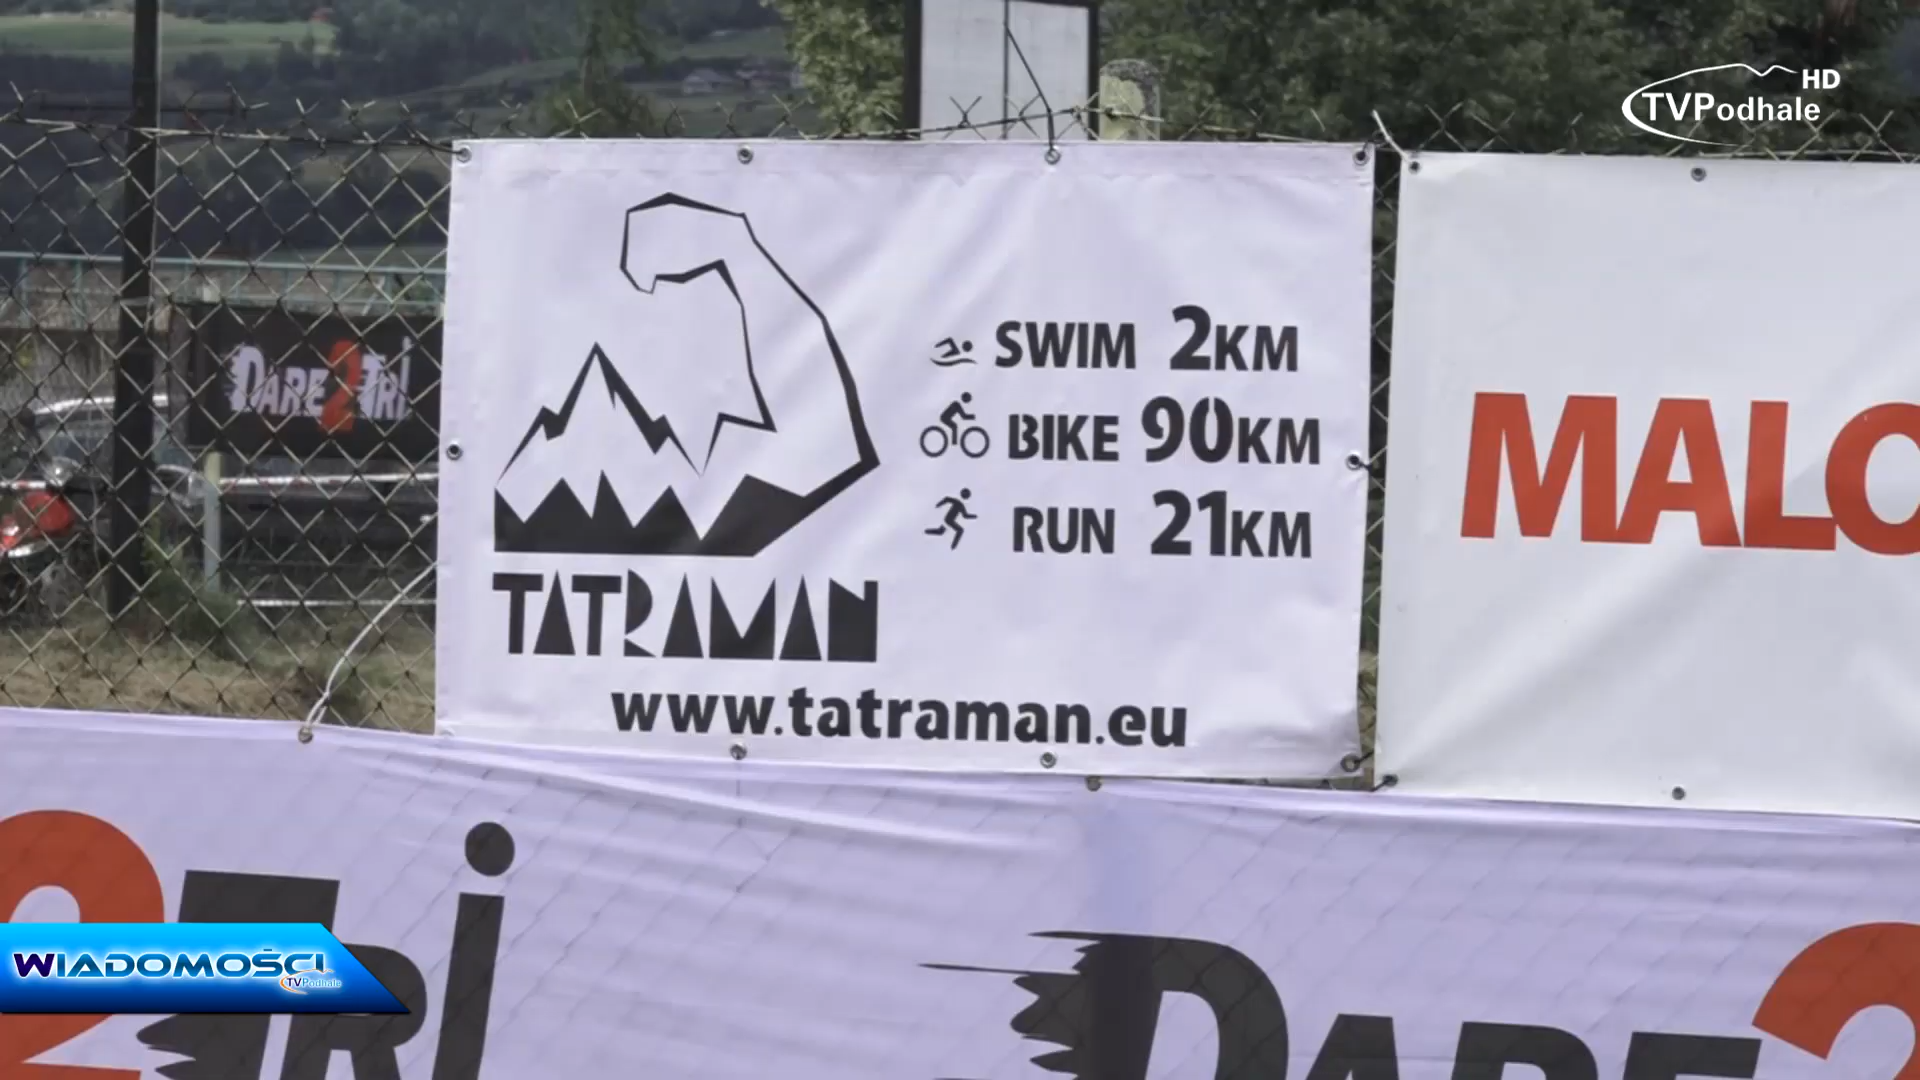 HD
TVPodhale
DARE2TRi
SWIM 2KM
BIKE 90KM
RUN 21KM
TATRAMAN
www.tatraman.eu
MALO
2TRi
DARE2
WIADOMOŚCI
TVPodhale